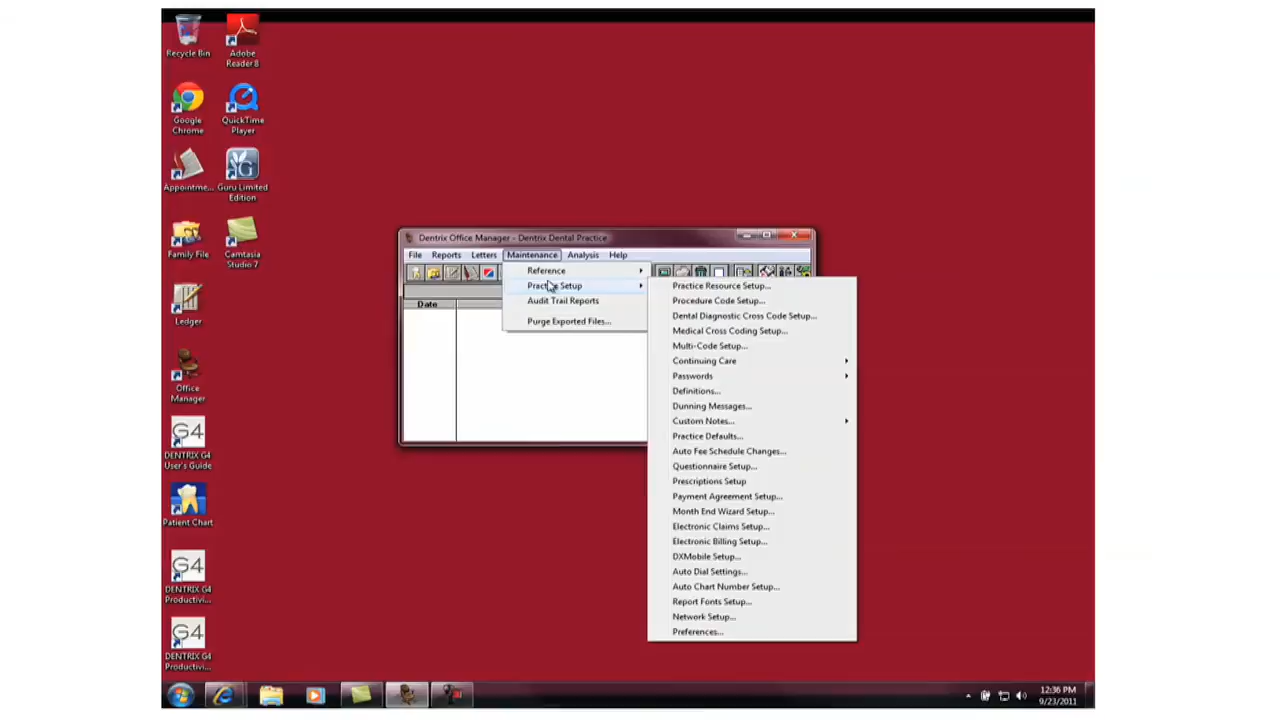 Recycle Bin
Adobe
Reader 8
Google
Chrome
QuickTime
Player
Appointme...
Guru Limited
Edition
Family File
Camtasia
Studio 7
Ledger
Office
Manager
G4
DENTRIX G4
User's Guide
Patient Chart
G4
DENTRIX G4
Productivi...
G4
DENTRIX G4
Productivi...
Dentrix Office Manager - Dentrix Dental Practice
File Reports Letters Maintenance Analysis Help
Date
Reference
Practice Setup
Audit Trail Reports
Purge Exported Files...
Practice Resource Setup...
Procedure Code Setup...
Dental Diagnostic Cross Code Setup...
Medical Cross Coding Setup...
Multi-Code Setup...
Continuing Care
Passwords
Definitions...
Dunning Messages...
Custom Notes...
Practice Defaults...
Auto Fee Schedule Changes...
Questionnaire Setup...
Prescriptions Setup
Payment Agreement Setup...
Month End Wizard Setup...
Electronic Claims Setup...
Electronic Billing Setup...
DXMobile Setup...
Auto Dial Settings...
Auto Chart Number Setup...
Report Fonts Setup...
Network Setup...
Preferences...
12:36 PM
9/23/2011